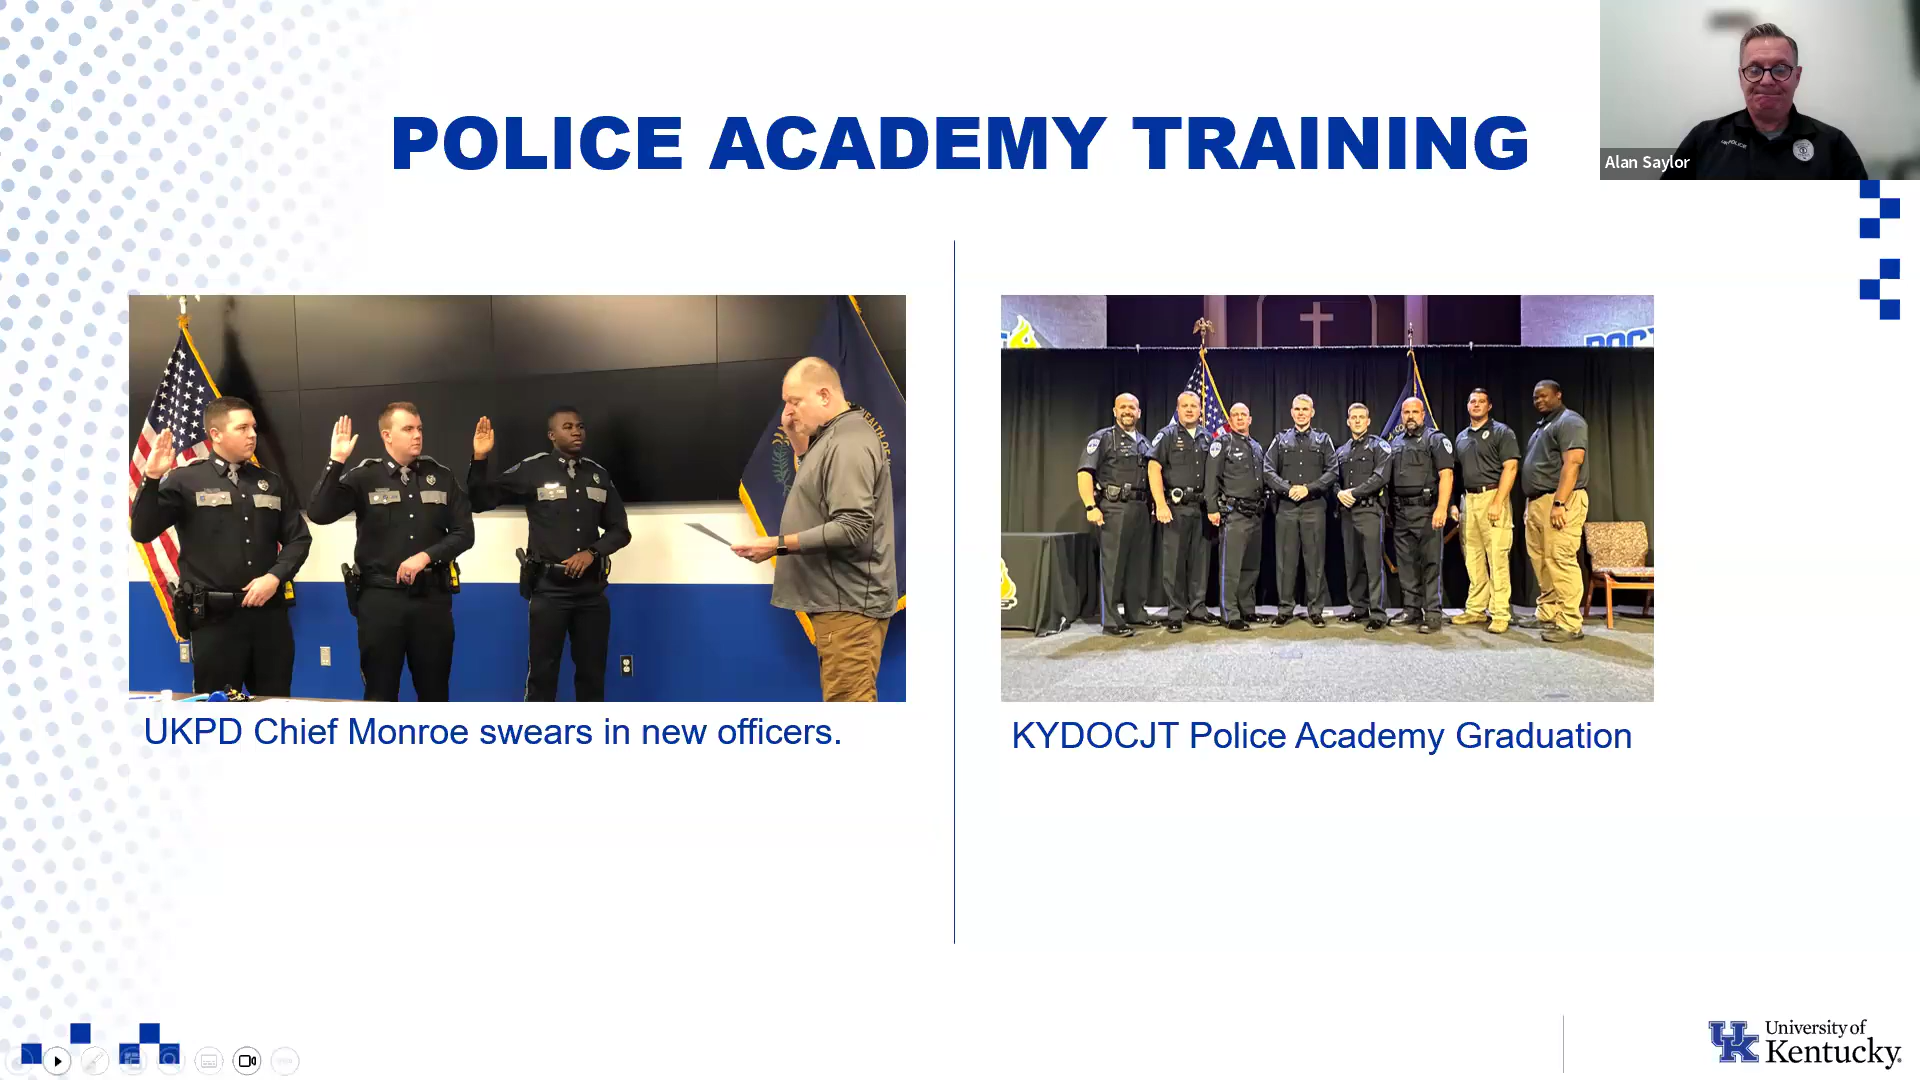 POLICE ACADEMY TRAINING
Alan Saylor
UKPD Chief Monroe swears in new officers.
KYDOCJT Police Academy Graduation
UK
University of
Kentucky.